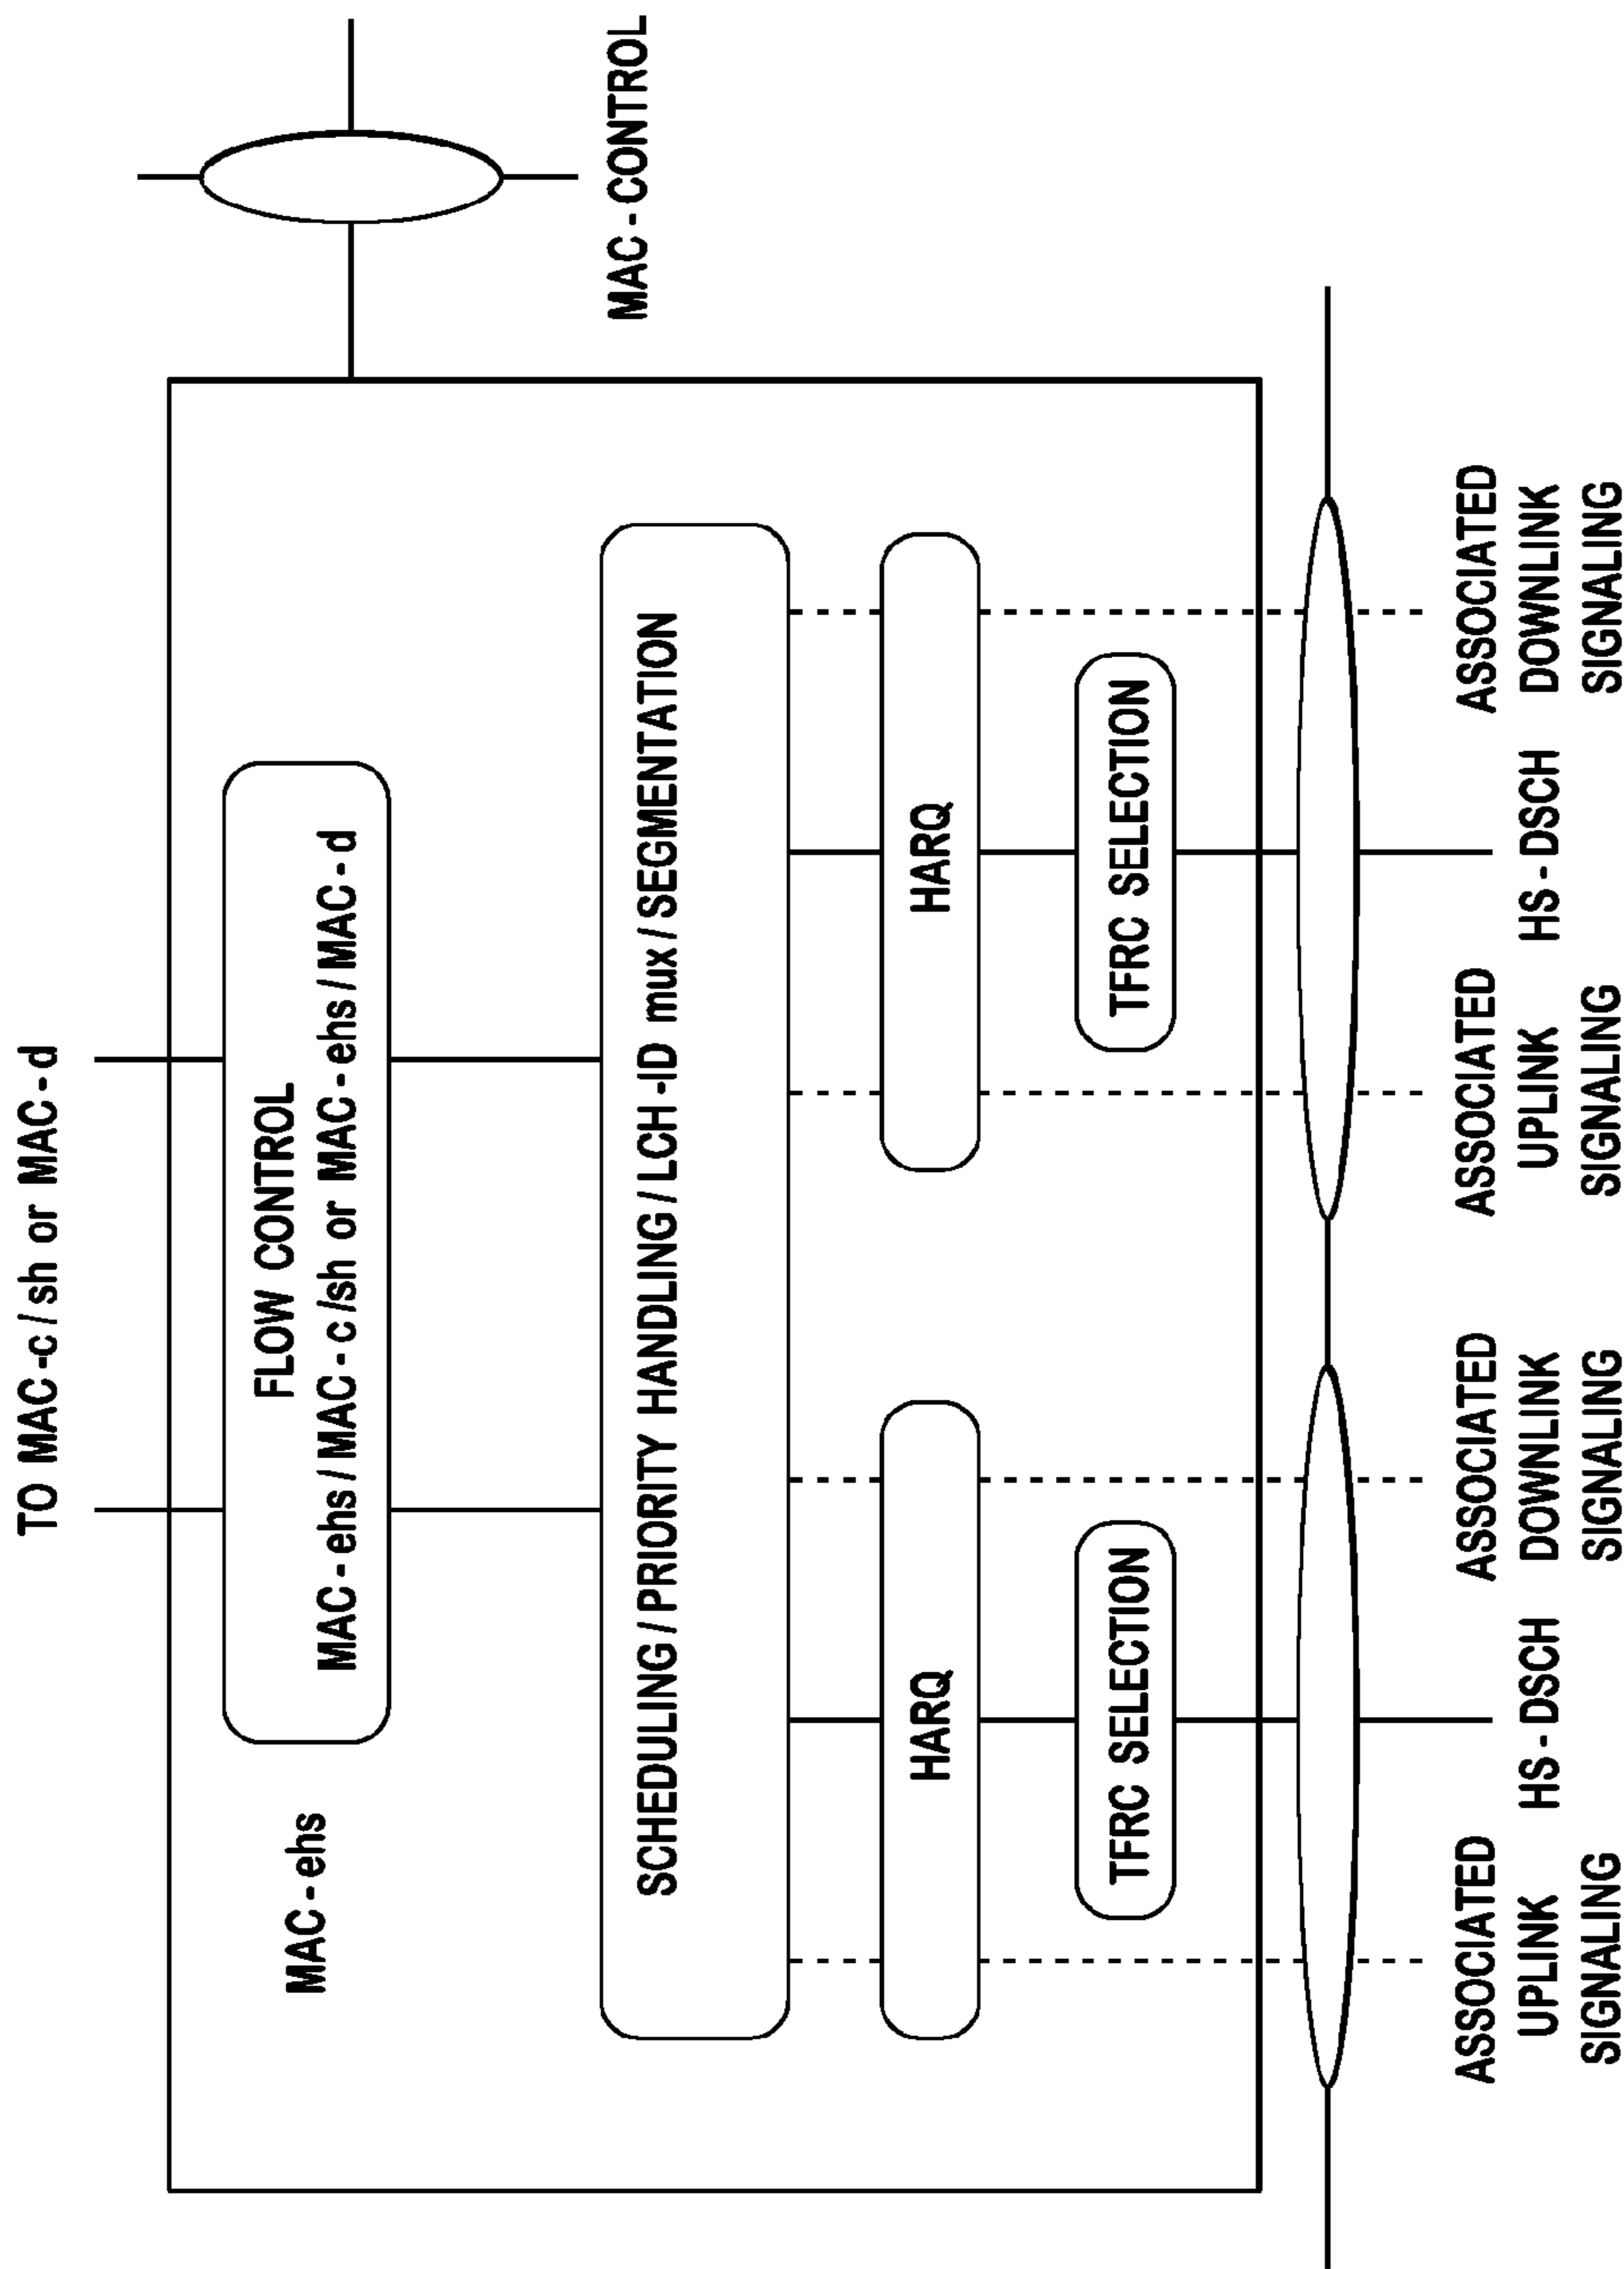 TO MAC-c/sh or MAC-d
MAC-CONTROL
MAC-ehs
FLOW CONTROL
MAC-ehs/MAC-c/sh or MAC-ehs/MAC-d
SCHEDULING/PRIORITY HANDLING/LCH-ID mux/SEGMENTATION
HARQ
HARQ
TFRC SELECTION
TFRC SELECTION
ASSOCIATED
UPLINK
SIGNALING
HS-DSCH
ASSOCIATED
DOWNLINK
SIGNALING
ASSOCIATED
UPLINK
SIGNALING
HS-DSCH
ASSOCIATED
DOWNLINK
SIGNALING